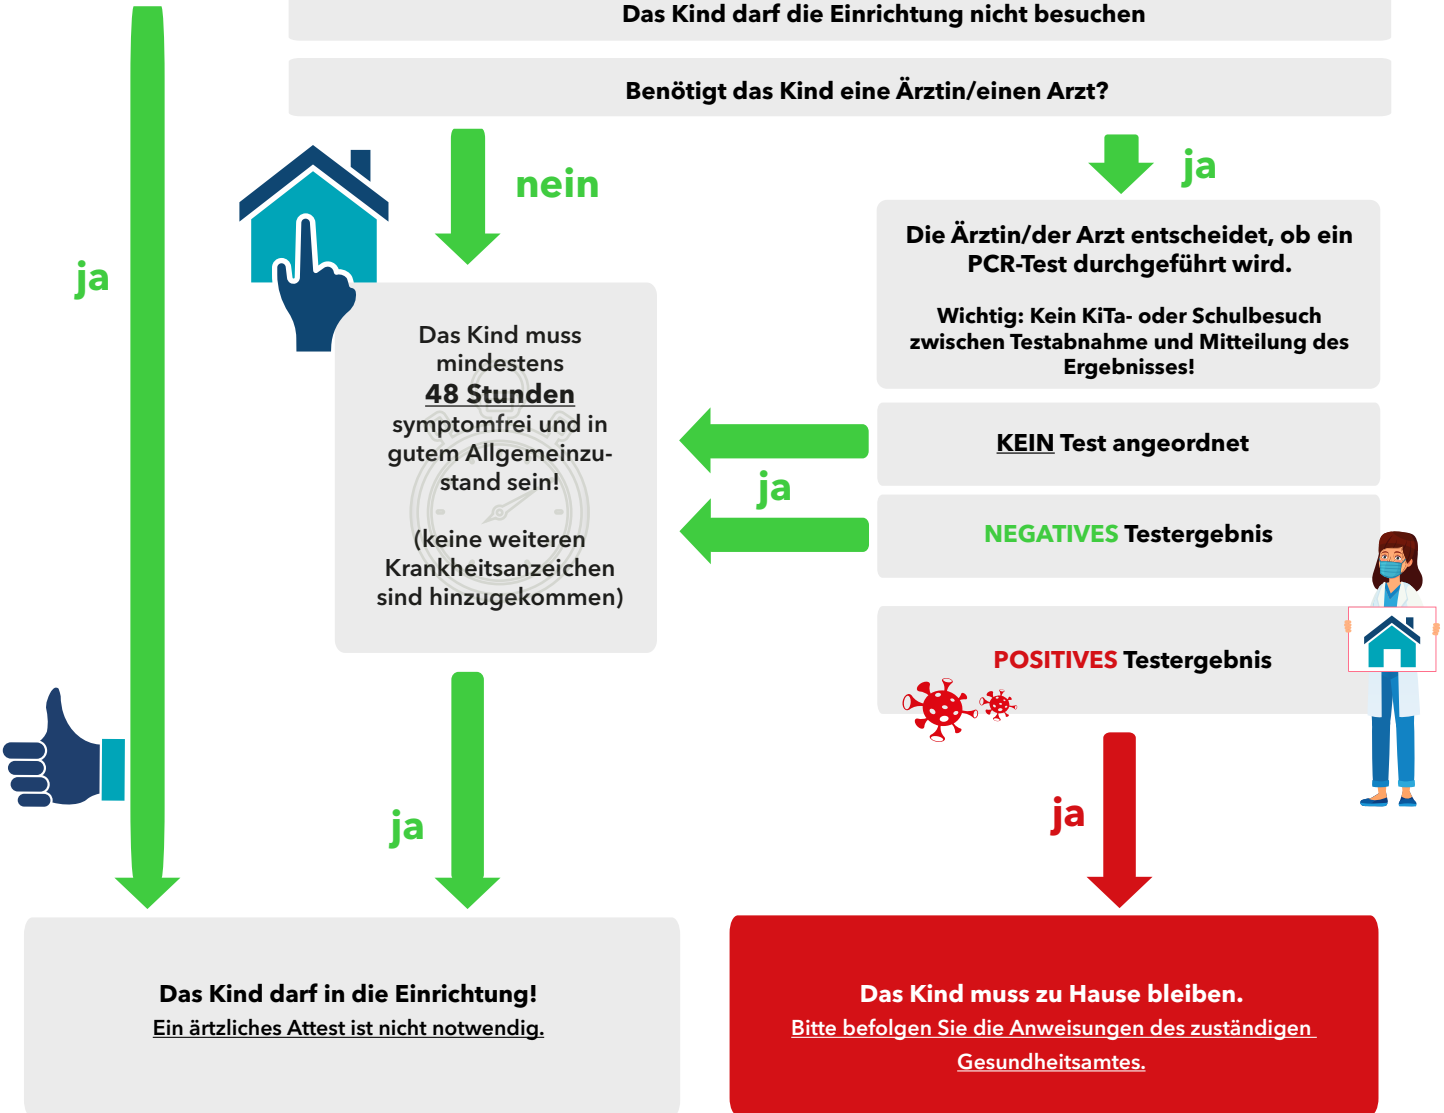 Das Kind darf die Einrichtung nicht besuchen
Benötigt das Kind eine Ärztin/einen Arzt?
nein
ja
ja
Die Ärztin/der Arzt entscheidet, ob ein
PCR-Test durchgeführt wird.
Wichtig: Kein KiTa- oder Schulbesuch
zwischen Testabnahme und Mitteilung des
Ergebnisses!
Das Kind muss
mindestens
48 Stunden
symptomfrei und in
gutem Allgemeinzu-
stand sein!
(keine weiteren
Krankheitsanzeichen
sind hinzugekommen)
KEIN Test angeordnet
ja
NEGATIVES Testergebnis
POSITIVES Testergebnis
ja
ja
Das Kind darf in die Einrichtung!
Ein ärtzliches Attest ist nicht notwendig.
Das Kind muss zu Hause bleiben.
Bitte befolgen Sie die Anweisungen des zuständigen
Gesundheitsamtes.